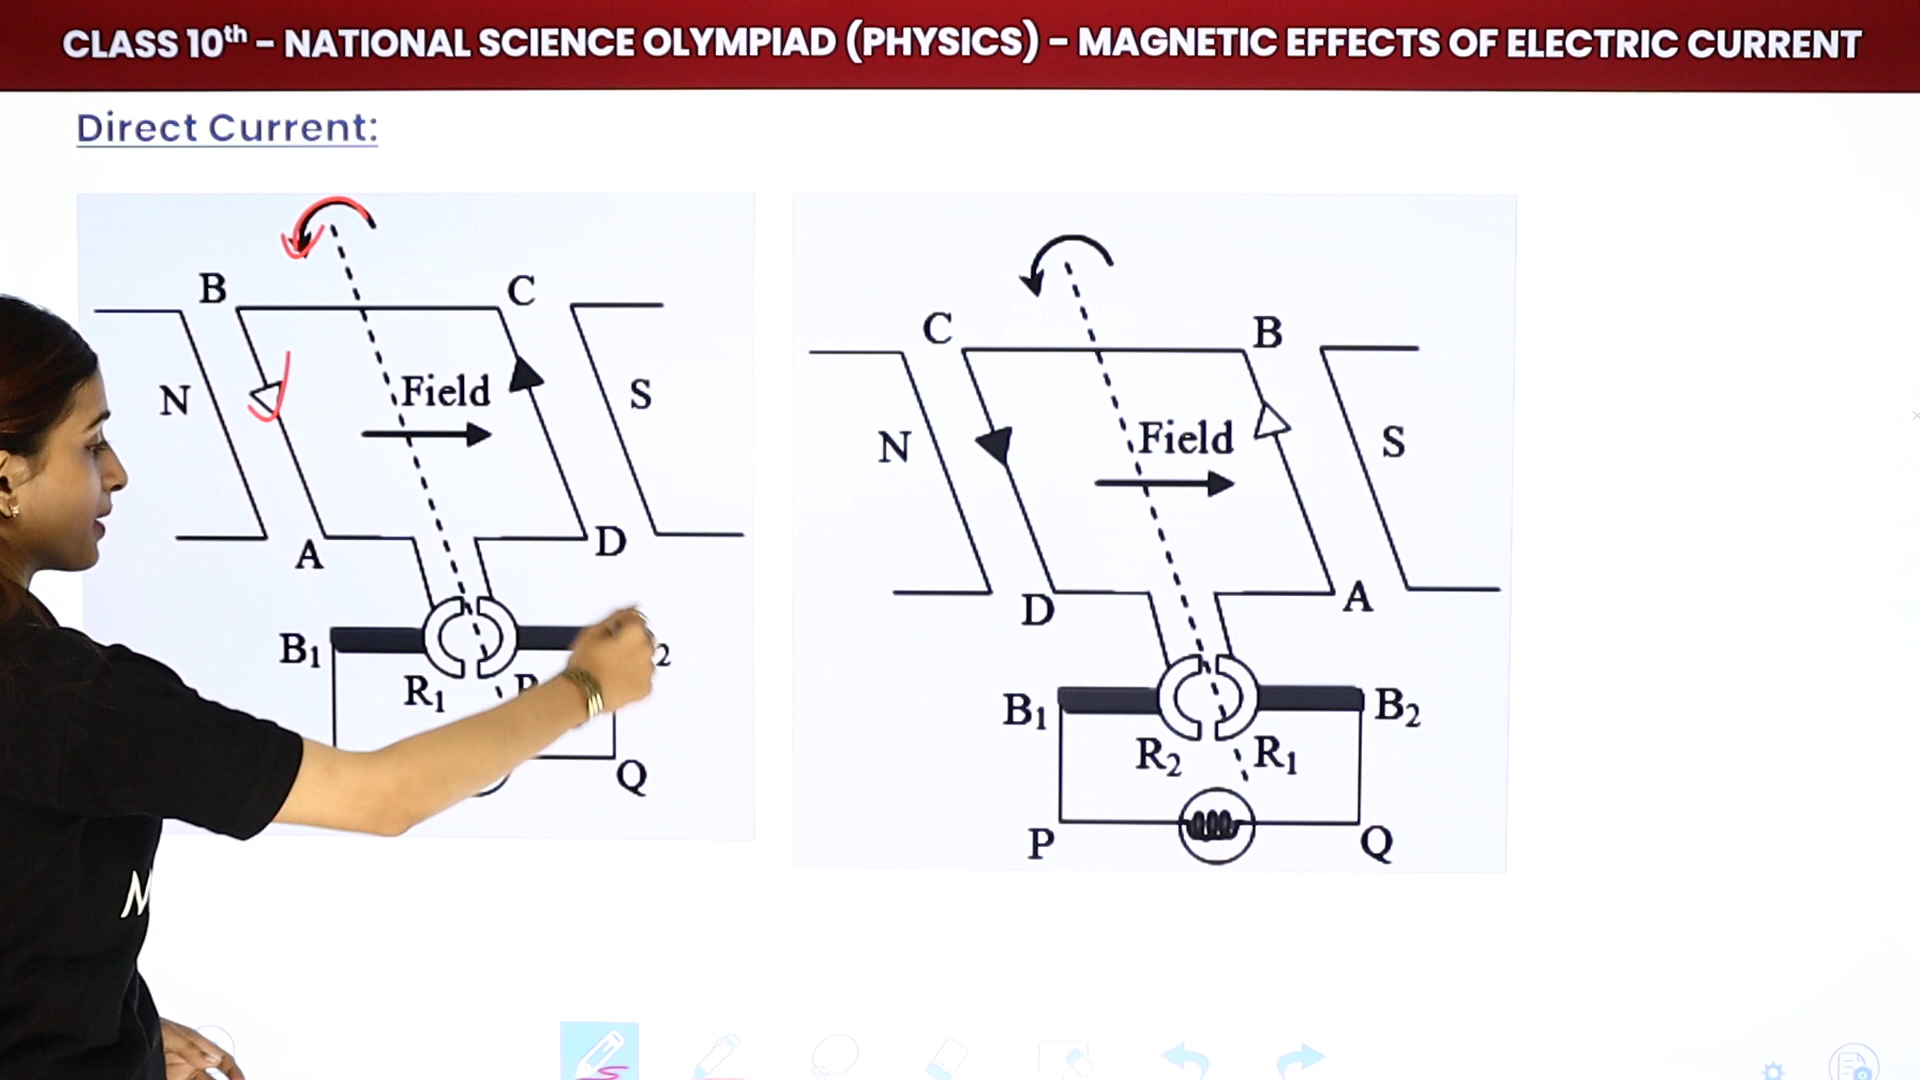 CLASS 10th – NATIONAL SCIENCE OLYMPIAD (PHYSICS) – MAGNETIC EFFECTS OF ELECTRIC CURRENT
Direct Current:
B C
N Field S
A D
B1 2
R1
Q
C B
N Field S
D A
B1 B2
R2 R1
P Q